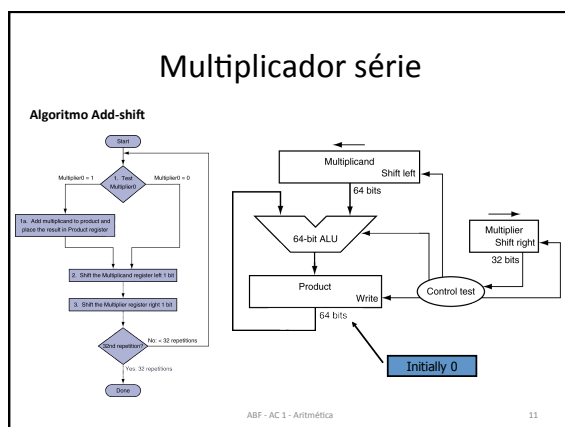 Multiplicador série
Algoritmo Add-shift
Start
Multiplier0 = 1
1. Test
Multiplier0
Multiplier0 = 0
1a. Add multiplicand to product and
place the result in Product register
2. Shift the Multiplicand register left 1 bit
3. Shift the Multiplier register right 1 bit
32nd repetition?
No: < 32 repetitions
Yes: 32 repetitions
Done
Multiplicand
Shift left
64 bits
64-bit ALU
Multiplier
Shift right
32 bits
Product
Write
Control test
64 bits
Initially 0
ABF - AC 1 - Aritmética
11